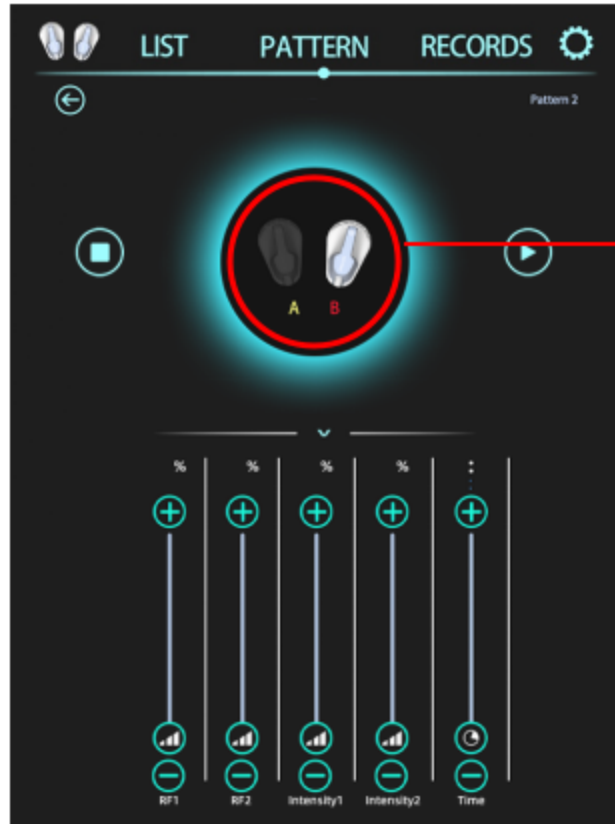 LIST PATTERN RECORDS
Pattern 2
A B
% % % % :
RF1 RF2 Intensity1 Intensity2 Time